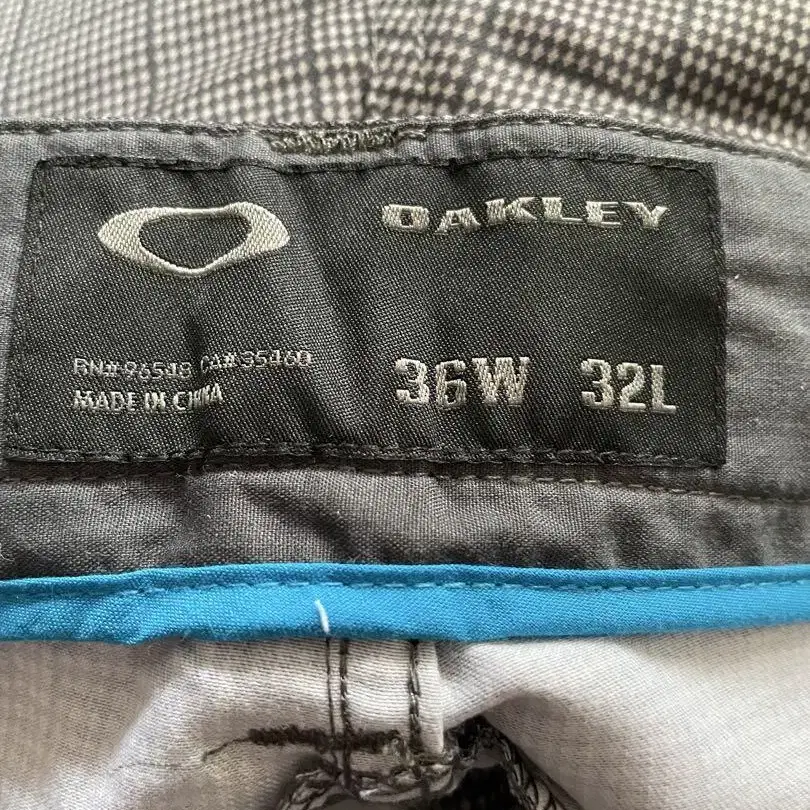 OAKLEY
RN# 96548 CA# 35460
MADE IN CHINA
36W 32L